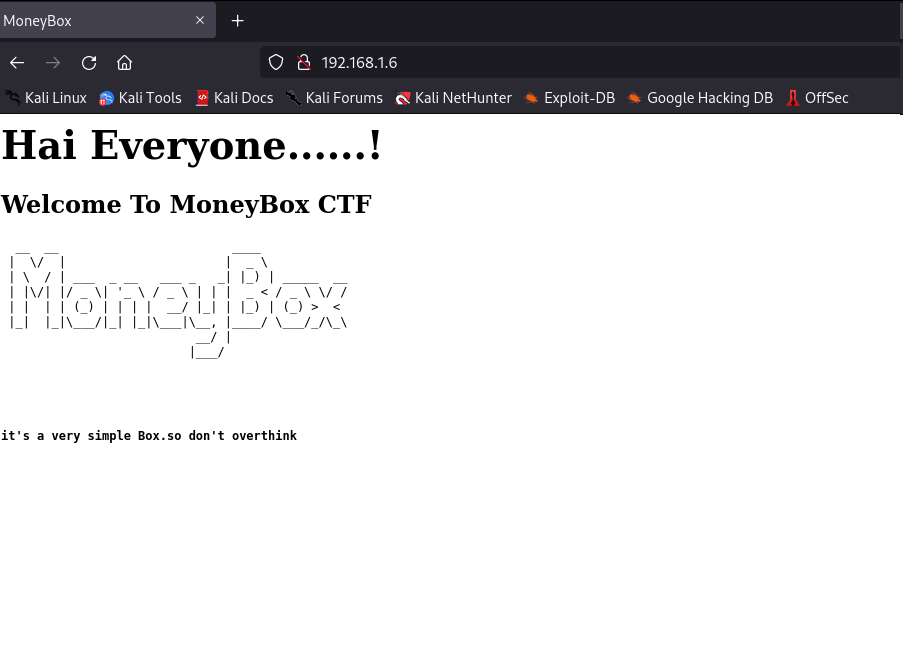 MoneyBox
192.168.1.6
Kali Linux Kali Tools Kali Docs Kali Forums Kali NetHunter Exploit-DB Google Hacking DB OffSec
Hai Everyone......!
Welcome To MoneyBox CTF
MoneyBox
it's a very simple Box.so don't overthink